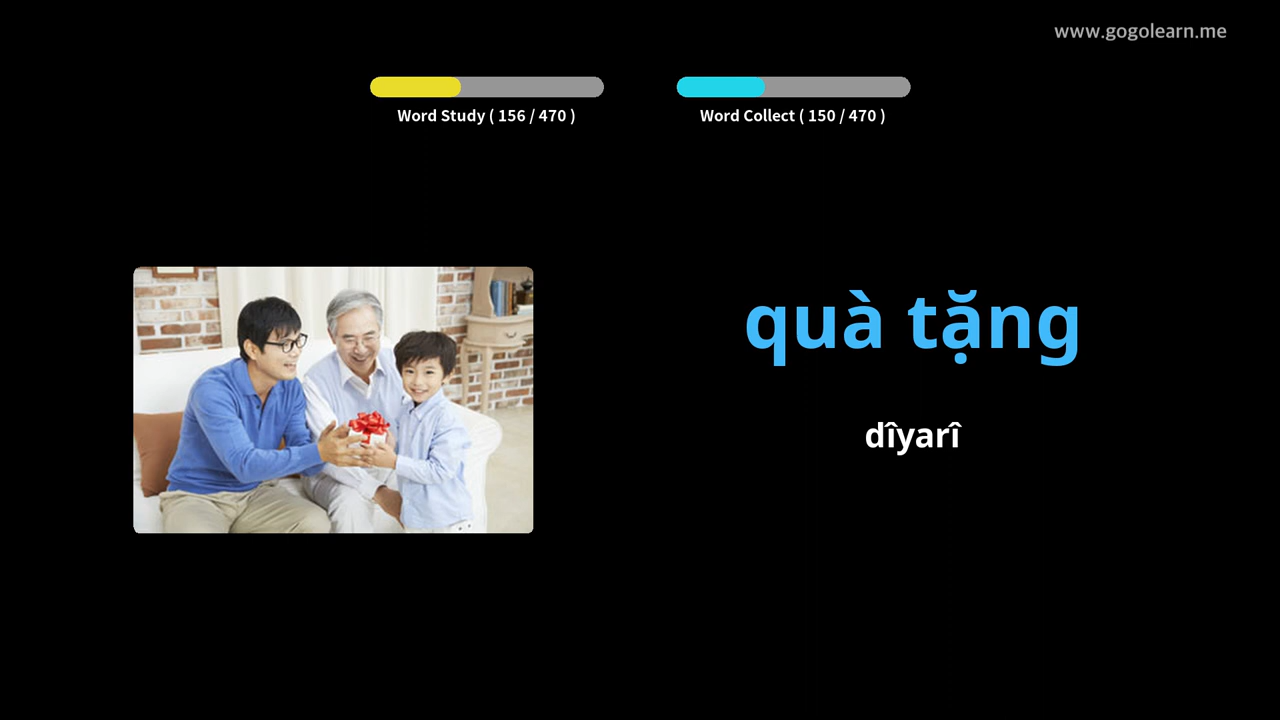 www.gogolearn.me
Word Study ( 156 / 470 )
Word Collect ( 150 / 470 )
quà tặng
dîyarî